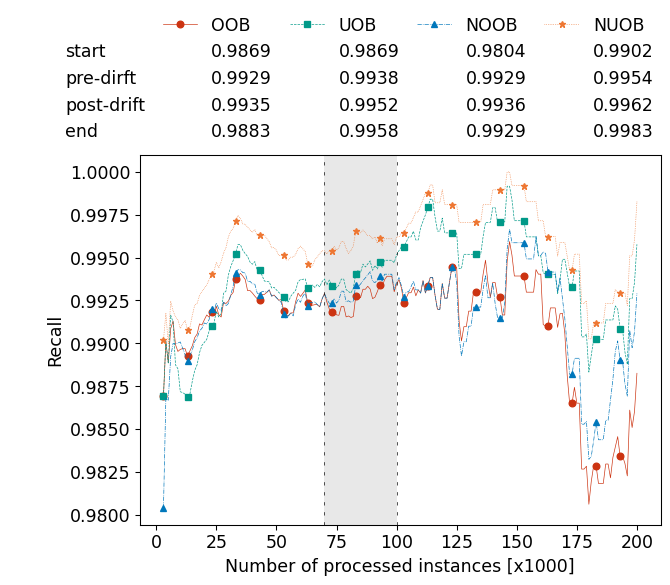 OOB UOB NOOB NUOB
start 0.9869 0.9869 0.9804 0.9902
pre-dirft 0.9929 0.9938 0.9929 0.9954
post-drift 0.9935 0.9952 0.9936 0.9962
end 0.9883 0.9958 0.9929 0.9983
1.0000
0.9975
0.9950
0.9925
0.9900
0.9875
0.9850
0.9825
0.9800
Recall
0 25 50 75 100 125 150 175 200
Number of processed instances [x1000]